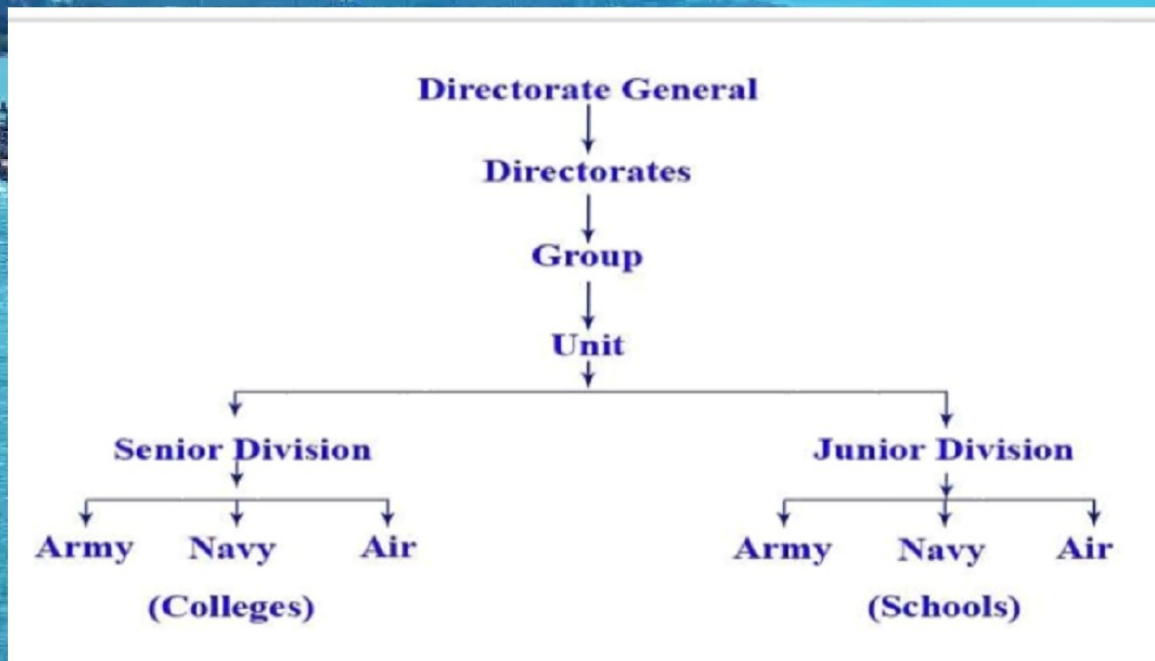 Directorate General
Directorates
Group
Unit
Senior Division Junior Division
Army Navy Air Army Navy Air
(Colleges) (Schools)